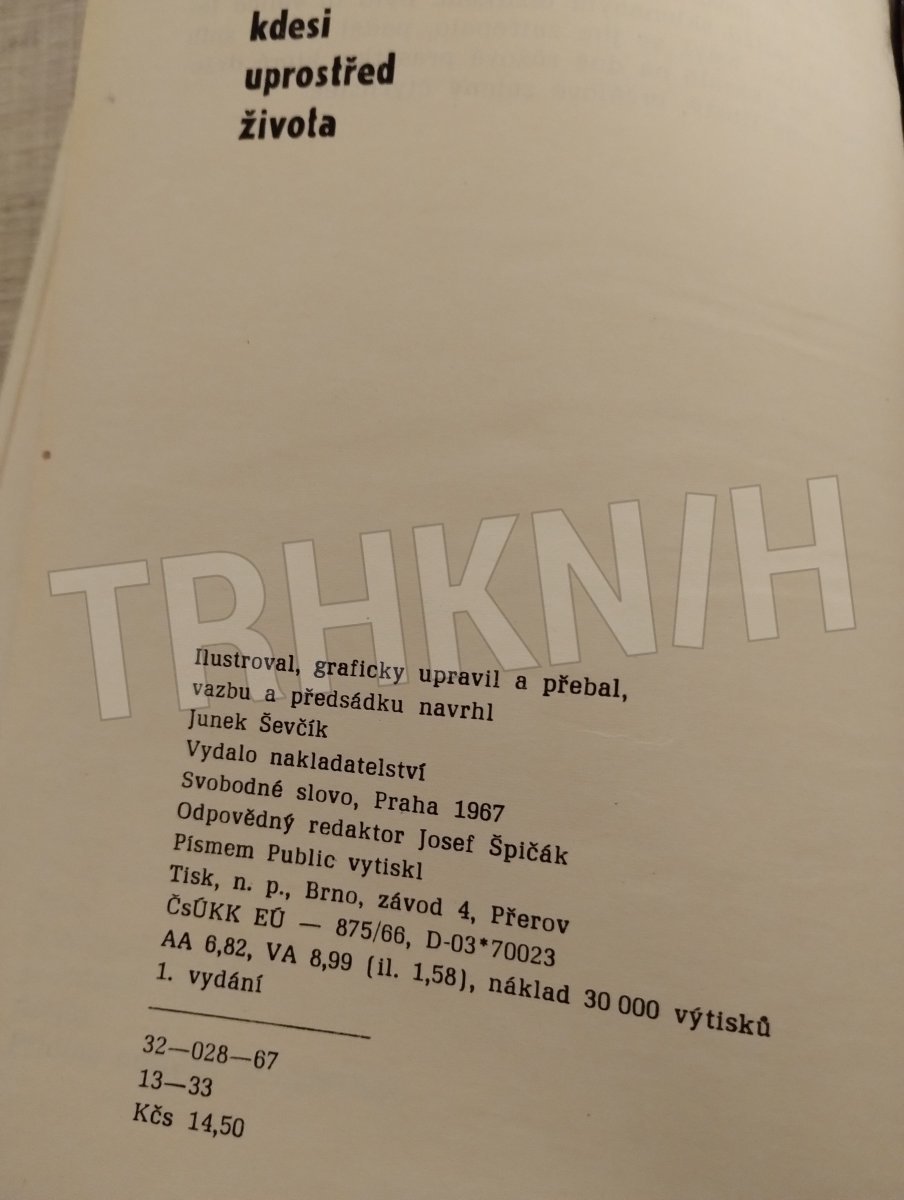 kdesi
uprostřed
života
TRHKNIH
Ilustroval, graficky upravil a přebal,
vazbu a předsádku navrhl
Junek Ševčík
Vydalo nakladatelství
Svobodné slovo, Praha 1967
Odpovědný redaktor Josef Špičák
Písmem Public vytiskl
Tisk, n. p., Brno, závod 4, Přerov
ČsÚKK EÚ — 875/66, D-03*70023
AA 6,82, VA 8,99 (il. 1,58), náklad 30 000 výtisků
1. vydání
32—028—67
13—33
Kčs 14,50